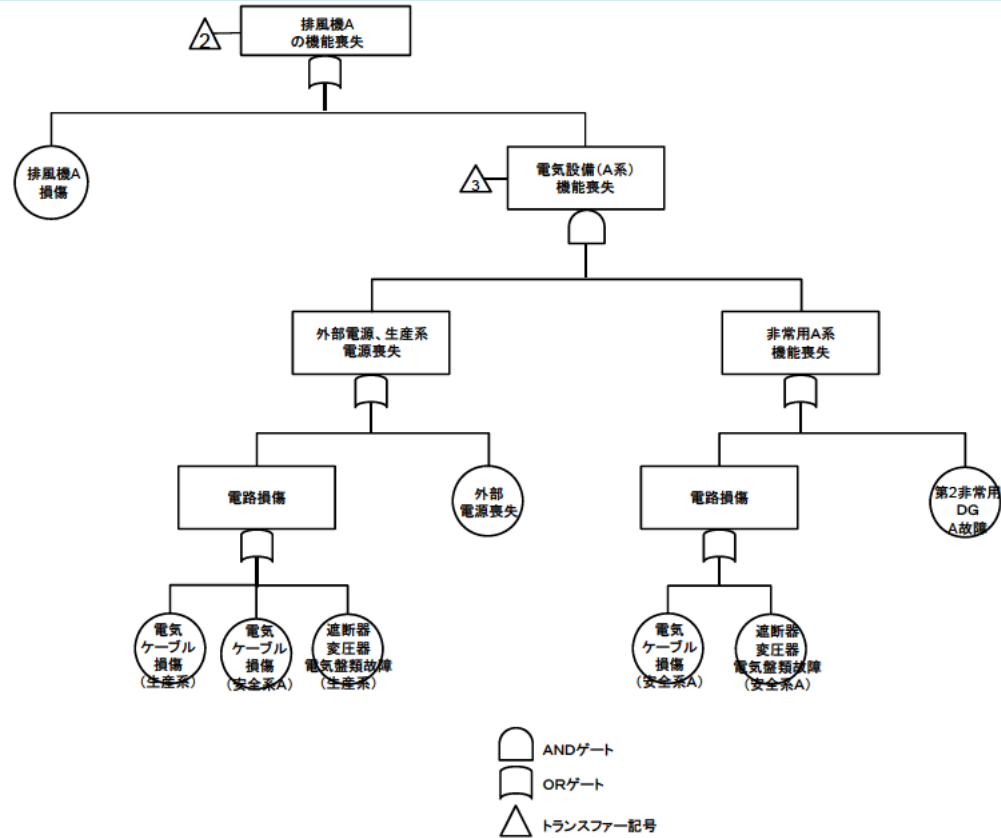 排風機A
の機能喪失
2
排風機A
損傷
電気設備(A系)
機能喪失
3
外部電源、生産系
電源喪失
非常用A系
機能喪失
電路損傷
外部
電源喪失
電路損傷
第2非常用
DG
A故障
電気
ケーブル
損傷
(生産系)
電気
ケーブル
損傷
(安全系A)
遮断器
変圧器
電気盤類故障
(生産系)
電気
ケーブル
損傷
(安全系A)
遮断器
変圧器
電気盤類故障
(安全系A)
ANDゲート
ORゲート
トランスファー記号